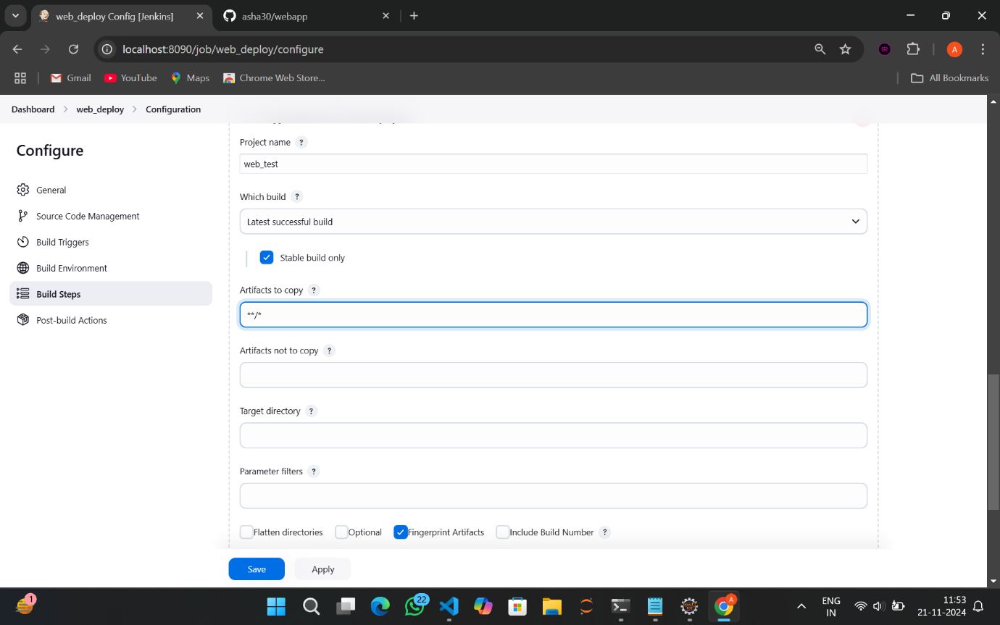 web_deploy Config [Jenkins]
asha30/webapp
localhost:8090/job/web_deploy/configure
GR
A
Gmail
YouTube
Maps
Chrome Web Store...
All Bookmarks
Dashboard
web_deploy
Configuration
Configure
General
Source Code Management
Build Triggers
Build Environment
Build Steps
Post-build Actions
Project name ?
web_test
Which build ?
Latest successful build
Stable build only
Artifacts to copy ?
**/*
Artifacts not to copy ?
Target directory ?
Parameter filters ?
Flatten directories Optional Fingerprint Artifacts Include Build Number ?
Save Apply
1
22
A
ENG
IN
11:53
21-11-2024